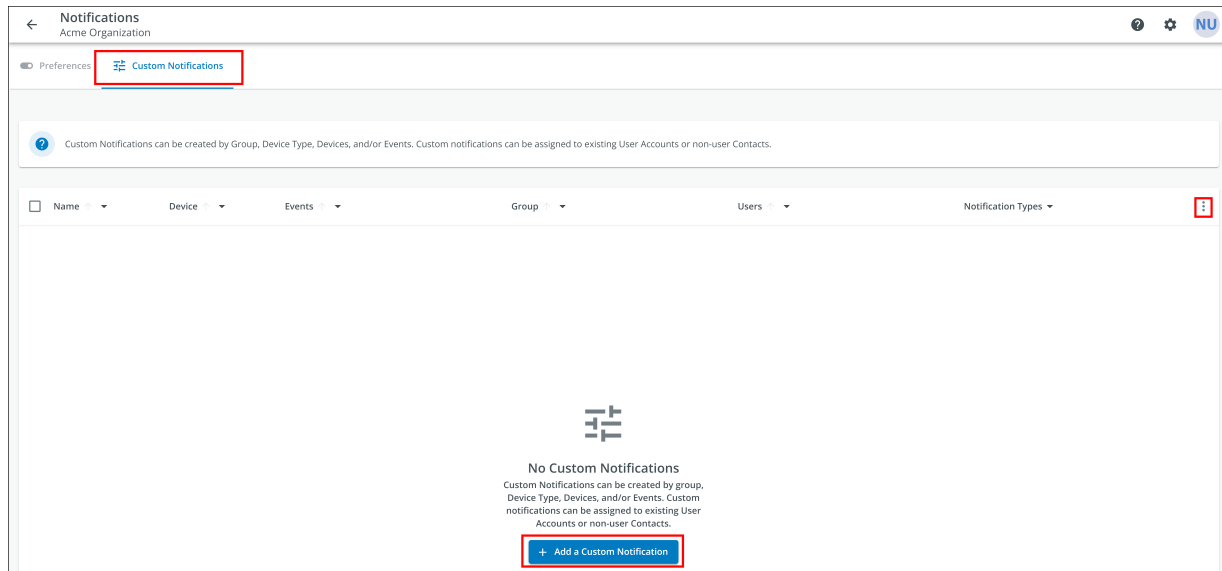 Notifications
Acme Organization
NU
Preferences
Custom Notifications
Custom Notifications can be created by Group, Device Type, Devices, and/or Events. Custom notifications can be assigned to existing User Accounts or non-user Contacts.
Name Device Events Group Users Notification Types
No Custom Notifications
Custom Notifications can be created by group,
Device Type, Devices, and/or Events. Custom
notifications can be assigned to existing User
Accounts or non-user Contacts.
+ Add a Custom Notification